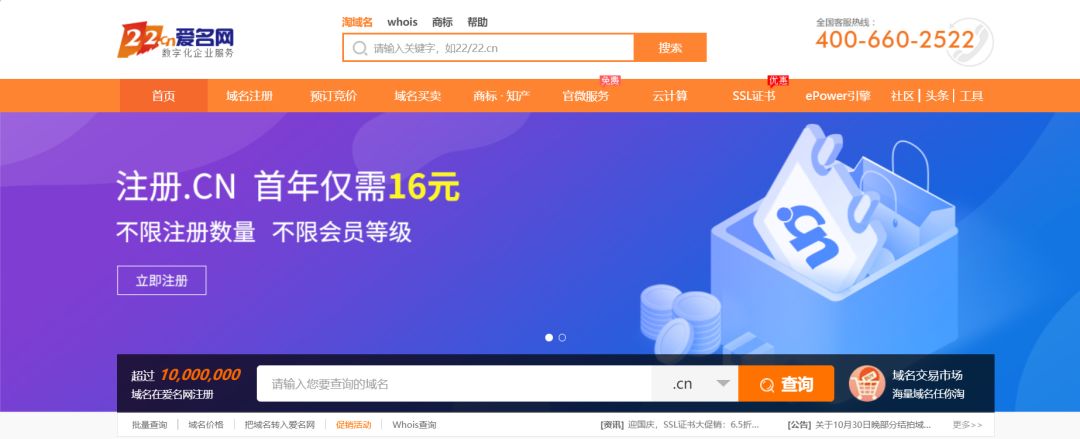 淘域名 whois 商标 帮助
22.cn爱名网
数字化企业服务
请输入关键字，如22/22.cn 搜索
全国客服热线：
400-660-2522
免费 优惠
首页 域名注册 预订竞价 域名买卖 商标·知产 官微服务 云计算 SSL证书 ePower引擎 社区 | 头条 | 工具
注册.CN 首年仅需16元
不限注册数量 不限会员等级
立即注册
.cn
超过 10,000,000
域名在爱名网注册
请输入您要查询的域名 .cn 查询
域名交易市场
海量域名任你淘
批量查询 | 域名价格 | 把域名转入爱名网 | 促销活动 | Whois查询 [资讯] 迎国庆，SSL证书大促销：6.5折... [公告] 关于10月30日晚部分结拍域... 更多>>